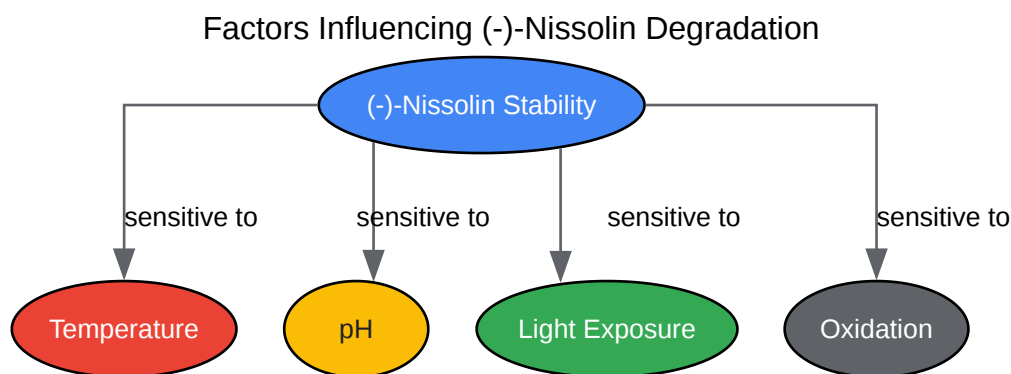 Factors Influencing (-)-Nissolin Degradation
(-)-Nissolin Stability
sensitive to
sensitive to
sensitive to
sensitive to
Temperature
pH
Light Exposure
Oxidation